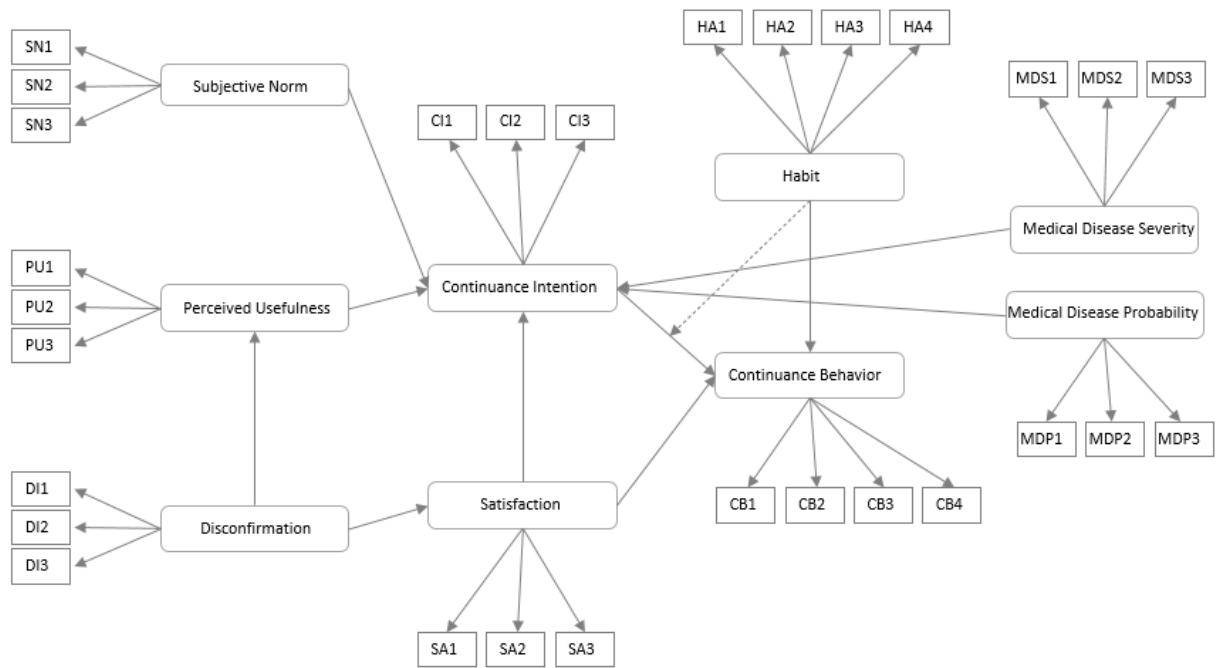 SN1
SN2
SN3
Subjective Norm
CI1
CI2
CI3
HA1
HA2
HA3
HA4
Habit
MDS1
MDS2
MDS3
Medical Disease Severity
PU1
PU2
PU3
Perceived Usefulness
Continuance Intention
Medical Disease Probability
MDP1
MDP2
MDP3
Continuance Behavior
CB1
CB2
CB3
CB4
DI1
DI2
DI3
Disconfirmation
Satisfaction
SA1
SA2
SA3